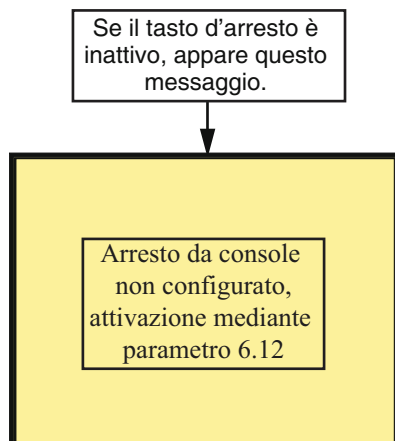 Se il tasto d'arresto è
inattivo, appare questo
messaggio.
Arresto da console
non configurato,
attivazione mediante
parametro 6.12